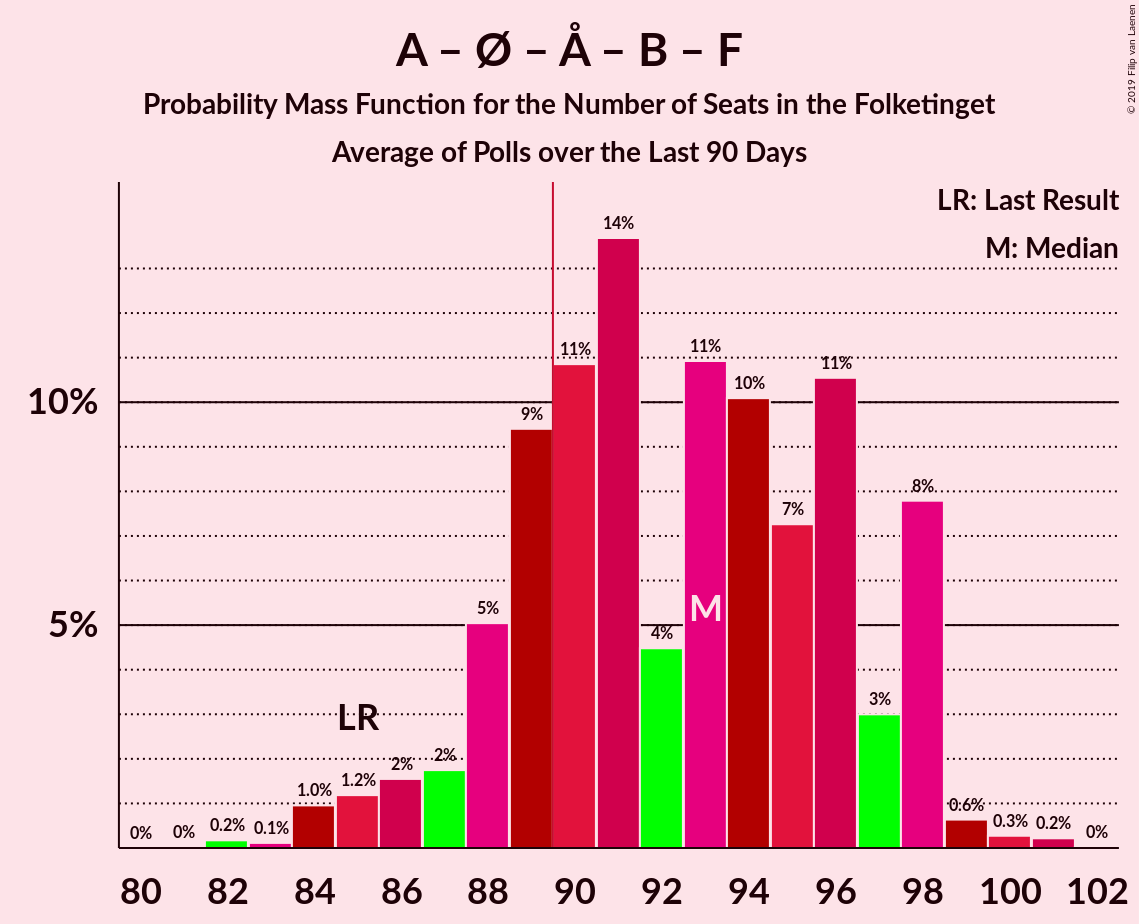 A – Ø – Å – B – F
Probability Mass Function for the Number of Seats in the Folketinget
Average of Polls over the Last 90 Days
© 2019 Filip van Laenen
LR: Last Result
M: Median
14%
11%
11%
11%
10%
10%
9%
8%
7%
5%
5%
4%
M
3%
LR
2%
2%
1.2%
1.0%
0.6%
0.3%
0.2%
0.2%
0.1%
0%
0%
0%
80 82 84 86 88 90 92 94 96 98 100 102